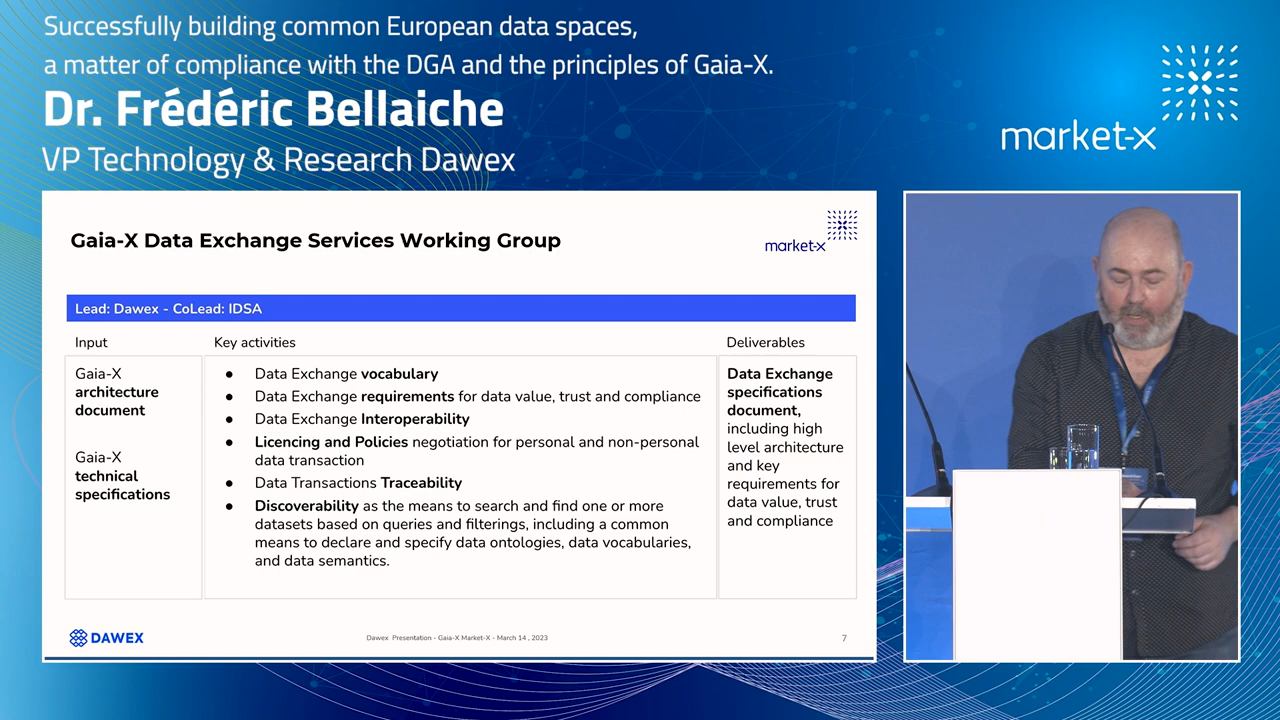 Successfully building common European data spaces,
a matter of compliance with the DGA and the principles of Gaia-X.
Dr. Frédéric Bellaiche
VP Technology & Research Dawex
market-x
Gaia-X Data Exchange Services Working Group
market-x
Lead: Dawex - CoLead: IDSA
Input
Key activities
Deliverables
Gaia-X
architecture
document
Gaia-X
technical
specifications
● Data Exchange vocabulary
● Data Exchange requirements for data value, trust and compliance
● Data Exchange Interoperability
● Licencing and Policies negotiation for personal and non-personal
data transaction
● Data Transactions Traceability
● Discoverability as the means to search and find one or more
datasets based on queries and filterings, including a common
means to declare and specify data ontologies, data vocabularies,
and data semantics.
Data Exchange
specifications
document,
including high
level architecture
and key
requirements for
data value, trust
and compliance
DAWEX
Dawex Presentation - Gaia-X Market-X - March 14 , 2023
7